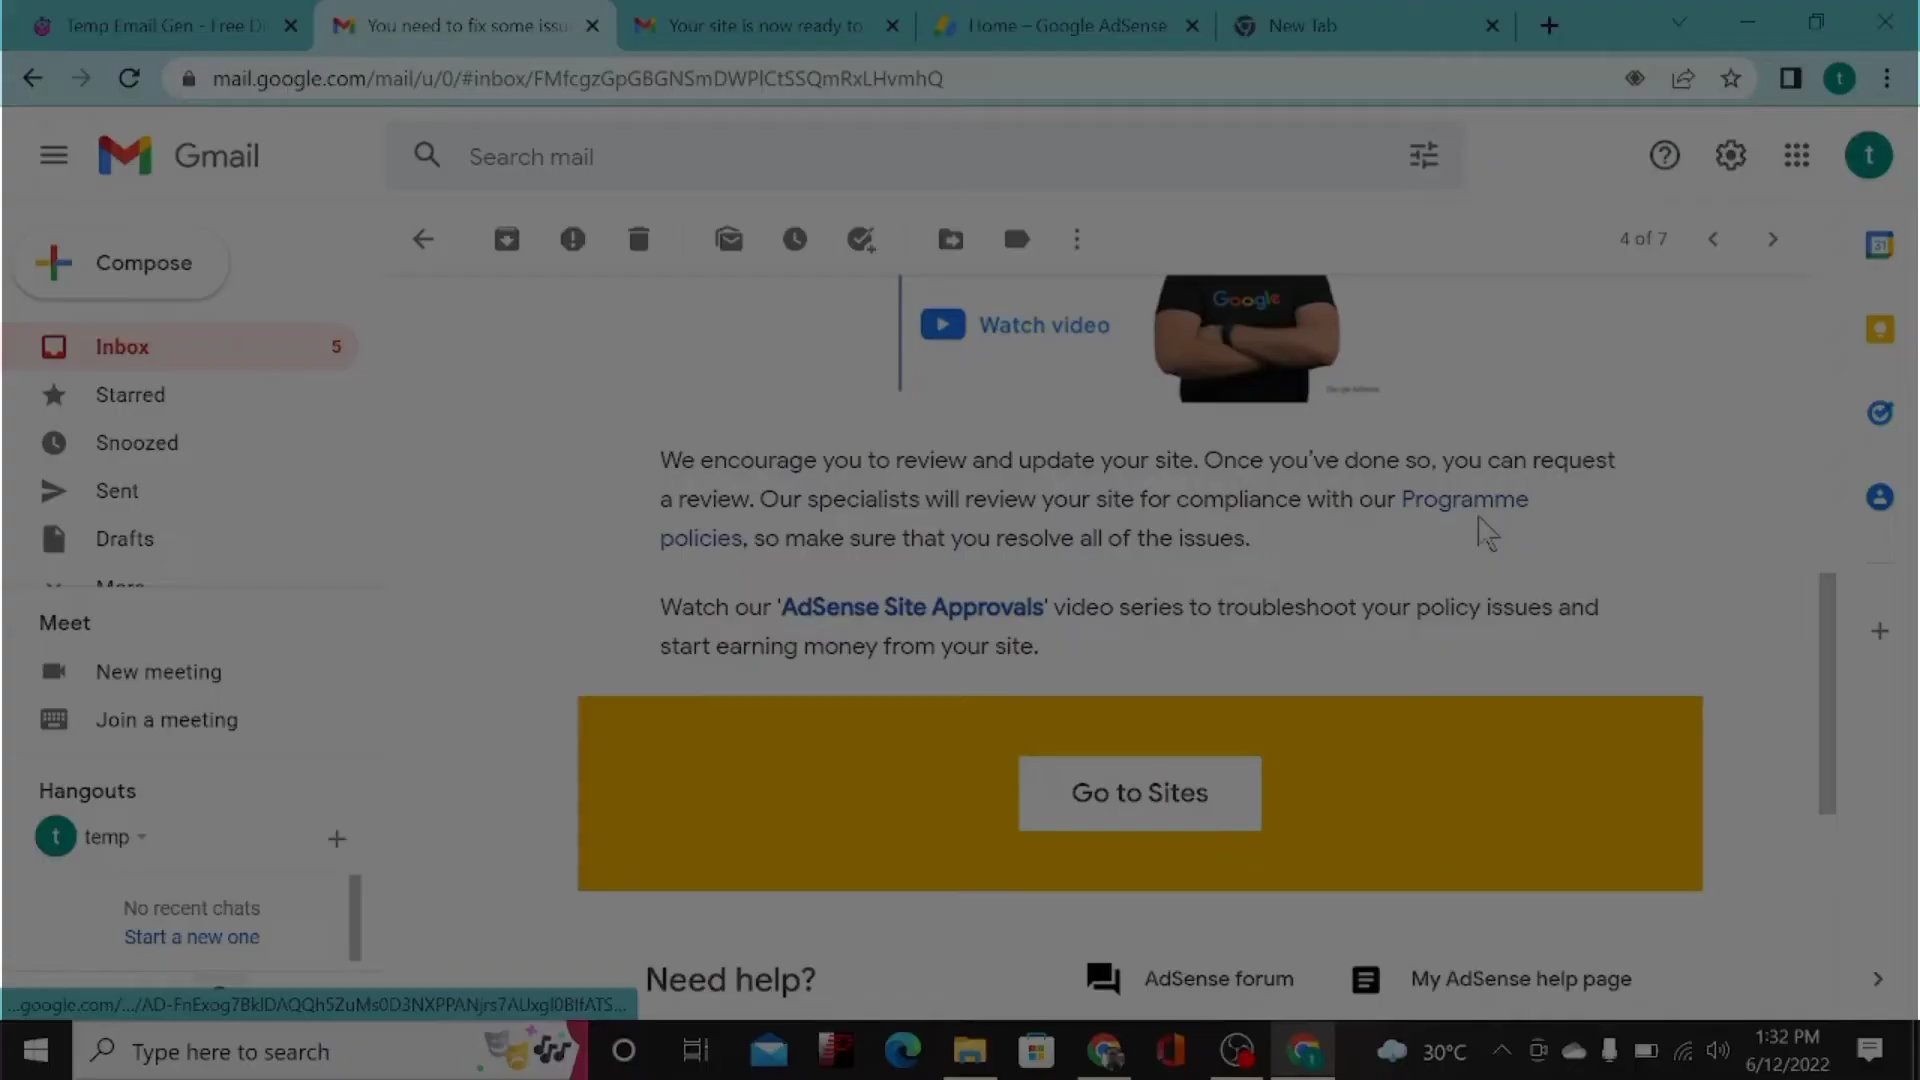 Temp Email Gen - Free Di
You need to fix some issu
Your site is now ready to
Home – Google AdSense
New Tab
mail.google.com/mail/u/0/#inbox/FMfcgzGpGBGNSmDWPlCtSSQmRxLHvmhQ
t
Gmail
Search mail
t
4 of 7
31
Compose
Google
Watch video
Inbox 5
Starred
Snoozed
Sent
Drafts
More
We encourage you to review and update your site. Once you've done so, you can request
a review. Our specialists will review your site for compliance with our Programme
policies, so make sure that you resolve all of the issues.
Watch our 'AdSense Site Approvals' video series to troubleshoot your policy issues and
start earning money from your site.
Meet
New meeting
Join a meeting
Go to Sites
Hangouts
t temp
No recent chats
Start a new one
Need help?
AdSense forum
My AdSense help page
Type here to search
30°C
1:32 PM
6/12/2022